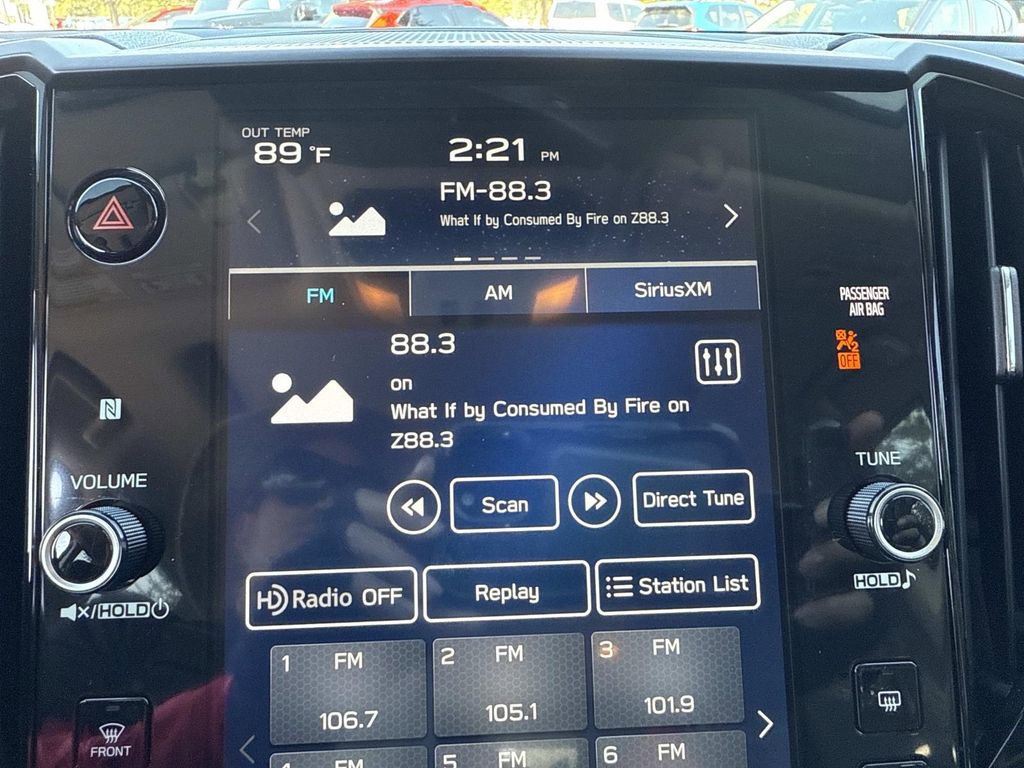 OUT TEMP
89 °F
2:21 PM
FM-88.3
What If by Consumed By Fire on Z88.3
FM
AM
SiriusXM
PASSENGER
AIR BAG
OFF
88.3
on
What If by Consumed By Fire on
Z88.3
N
VOLUME
TUNE
Scan
Direct Tune
/HOLD
HOLD
HD Radio OFF
Replay
Station List
1 FM
106.7
2 FM
105.1
3 FM
101.9
FRONT
4 FM
5 FM
6 FM